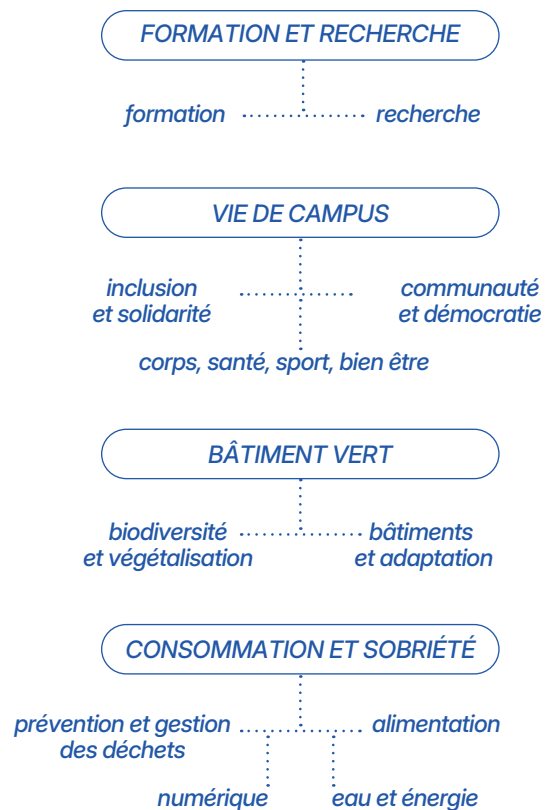 FORMATION ET RECHERCHE
formation
recherche
VIE DE CAMPUS
inclusion
et solidarité
communauté
et démocratie
corps, santé, sport, bien être
BÂTIMENT VERT
biodiversité
et végétalisation
bâtiments
et adaptation
CONSOMMATION ET SOBRIÉTÉ
prévention et gestion
des déchets
alimentation
numérique
eau et énergie